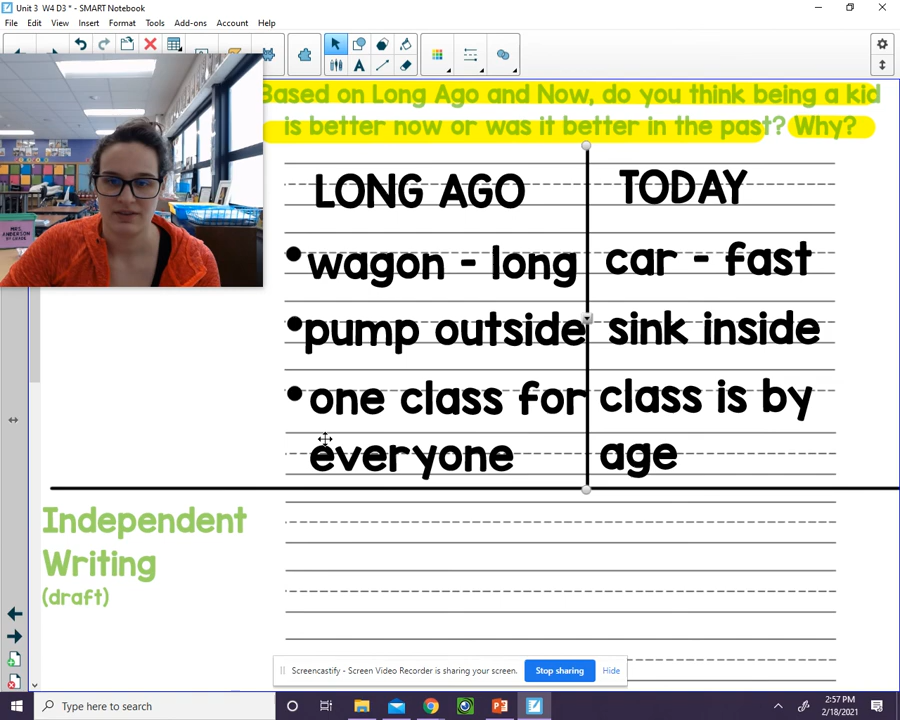 Unit 3 W4 D3 * - SMART Notebook
File Edit View Insert Format Tools Add-ons Account Help
Based on Long Ago and Now, do you think being a kid
is better now or was it better in the past? Why?
LONG AGO TODAY
•wagon - long car - fast
•pump outside sink inside
•one class for class is by
everyone age
MRS.
ANDERSON
Independent
Writing
(draft)
Screencastify - Screen Video Recorder is sharing your screen. Stop sharing Hide
Type here to search
2:57 PM
2/18/2021